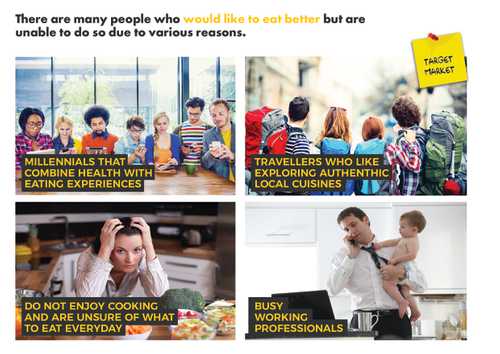 There are many people who would like to eat better but are
unable to do so due to various reasons.
TARGET
MARKET
MILLENNIALS THAT
COMBINE HEALTH WITH
EATING EXPERIENCES
TRAVELLERS WHO LIKE
EXPLORING AUTHENTHIC
LOCAL CUISINES
DO NOT ENJOY COOKING
AND ARE UNSURE OF WHAT
TO EAT EVERYDAY
BUSY
WORKING
PROFESSIONALS